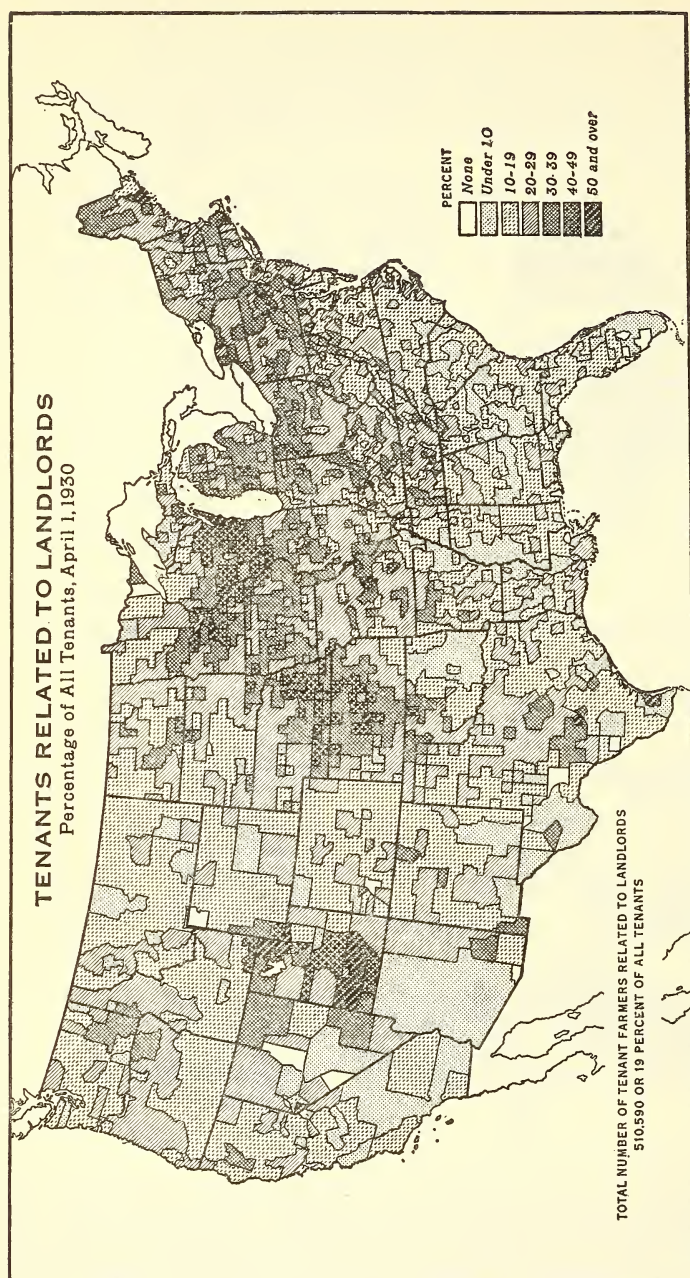 TENANTS RELATED TO LANDLORDS
Percentage of All Tenants, April 1, 1930
PERCENT
None
Under 10
10-19
20-29
30-39
40-49
50 and over
TOTAL NUMBER OF TENANT FARMERS RELATED TO LANDLORDS
510,590 OR 19 PERCENT OF ALL TENANTS